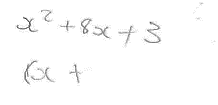 x² + 8x + 3
(x +